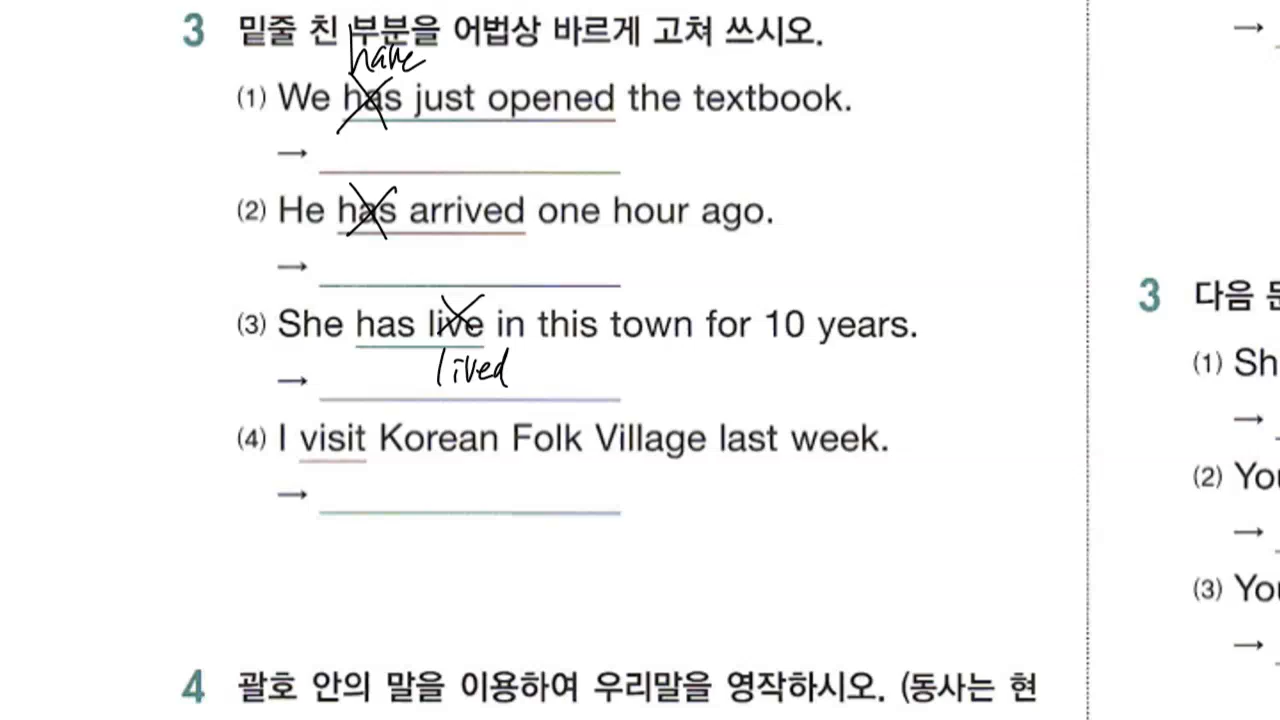 3 밑줄 친 부분을 어법상 바르게 고쳐 쓰시오.
have
(1) We has just opened the textbook.
→
(2) He has arrived one hour ago.
→
(3) She has live in this town for 10 years.
lived
→
(4) I visit Korean Folk Village last week.
→
4 괄호 안의 말을 이용하여 우리말을 영작하시오. (동사는 현
→
3 다음
(1) Sh
→
(2) You
→
(3) You
→